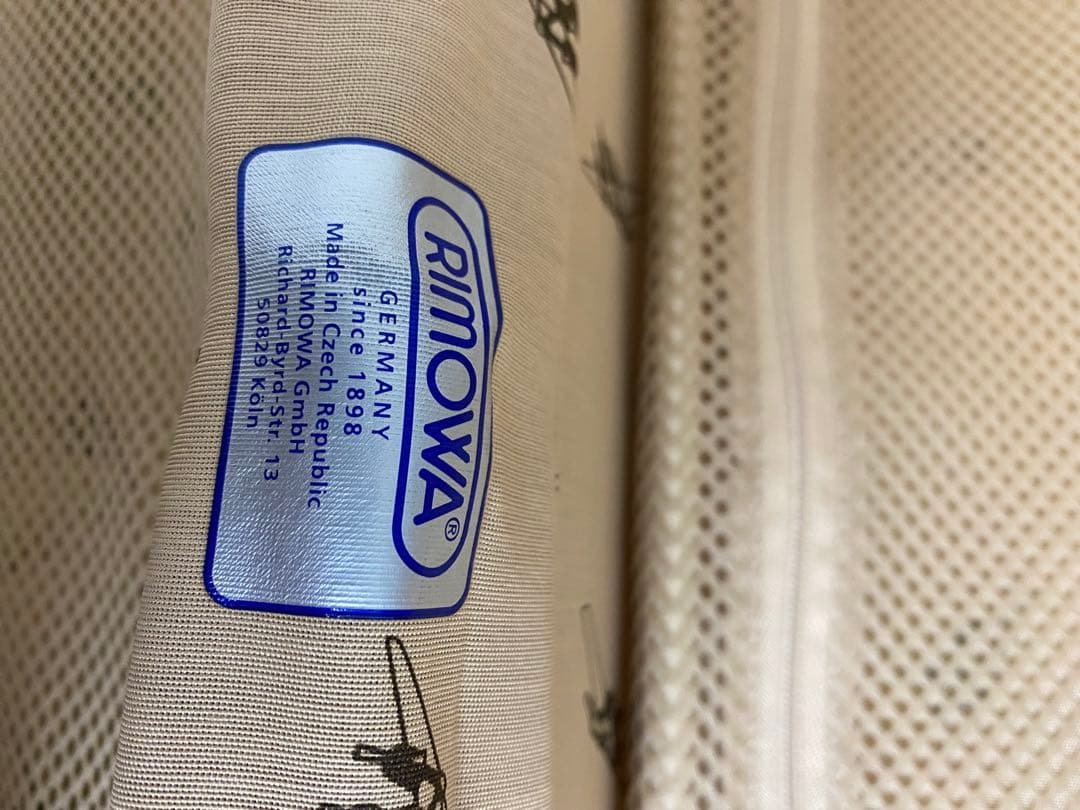 RIMOWA®
GERMANY
since 1898
Made in Czech Republic
RIMOWA GmbH
Richard-Byrd-Str. 13
50829 Köln